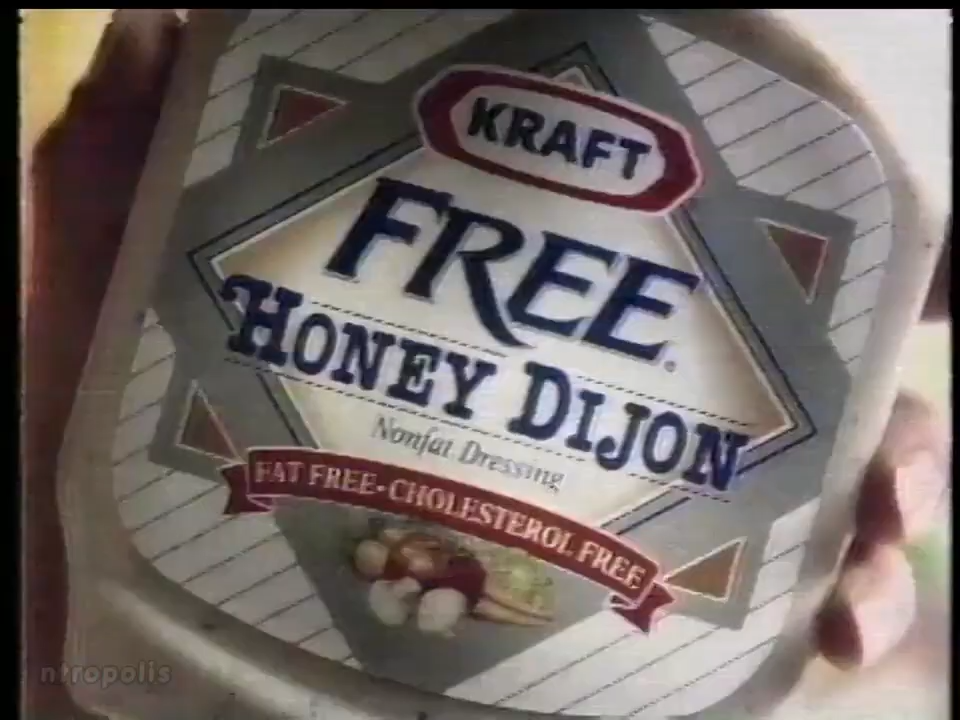 KRAFT
FREE.
HONEY DIJON
Nonfat Dressing
FAT FREE-CHOLESTEROL FREE
ntropolis